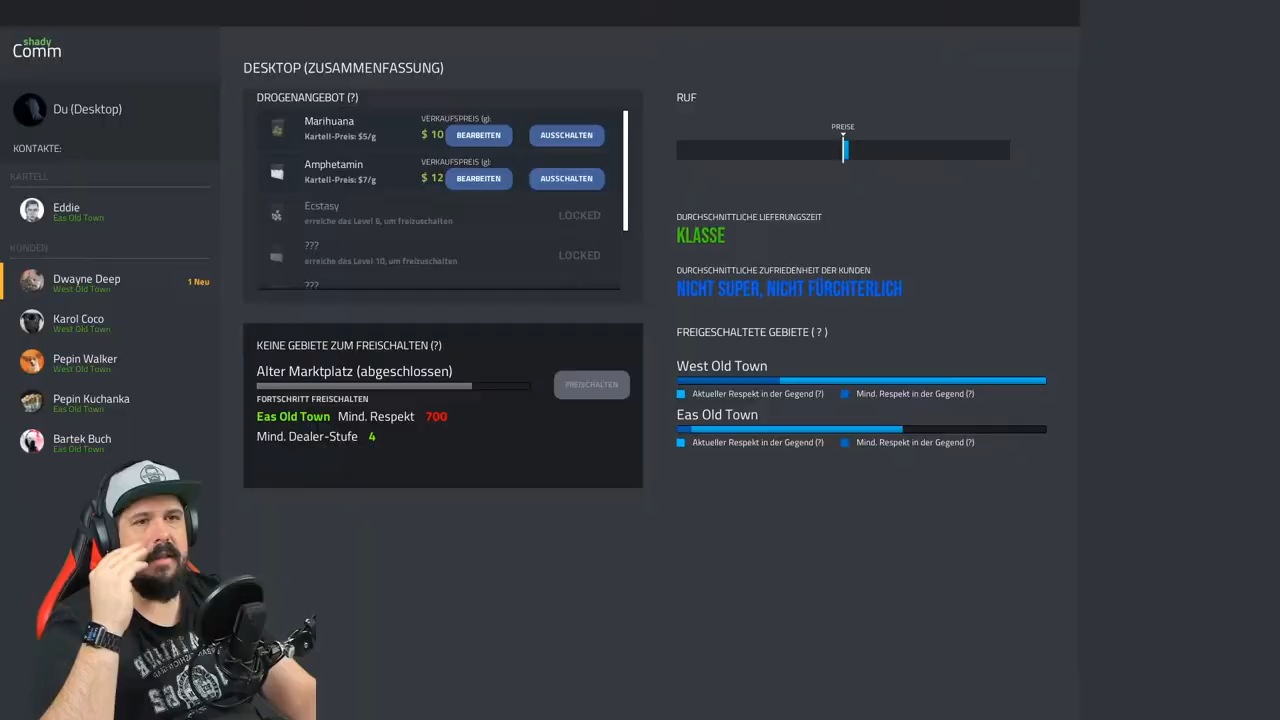 shady
Comm
Du (Desktop)
KONTAKTE:
KARTELL
Eddie
Eas Old Town
KUNDEN
Dwayne Deep
West Old Town
1 Neu
Karol Coco
West Old Town
Pepin Walker
West Old Town
Pepin Kuchanka
Eas Old Town
Bartek Buch
Eas Old Town
DESKTOP (ZUSAMMENFASSUNG)
DROGENANGEBOT (?)
Marihuana
Kartell-Preis: $5/g
VERKAUFSPREIS (g):
$ 10
BEARBEITEN
AUSSCHALTEN
Amphetamin
Kartell-Preis: $7/g
VERKAUFSPREIS (g):
$ 12
BEARBEITEN
AUSSCHALTEN
Ecstasy
erreiche das Level 6, um freizuschalten
LOCKED
???
erreiche das Level 10, um freizuschalten
LOCKED
???
KEINE GEBIETE ZUM FREISCHALTEN (?)
Alter Marktplatz (abgeschlossen)
FREISCHALTEN
FORTSCHRITT FREISCHALTEN
Eas Old Town Mind. Respekt 700
Mind. Dealer-Stufe 4
RUF
PREISE
DURCHSCHNITTLICHE LIEFERUNGSZEIT
KLASSE
DURCHSCHNITTLICHE ZUFRIEDENHEIT DER KUNDEN
NICHT SUPER, NICHT FÜRCHTERLICH
FREIGESCHALTETE GEBIETE ( ? )
West Old Town
Aktueller Respekt in der Gegend (?) Mind. Respekt in der Gegend (?)
Eas Old Town
Aktueller Respekt in der Gegend (?) Mind. Respekt in der Gegend (?)